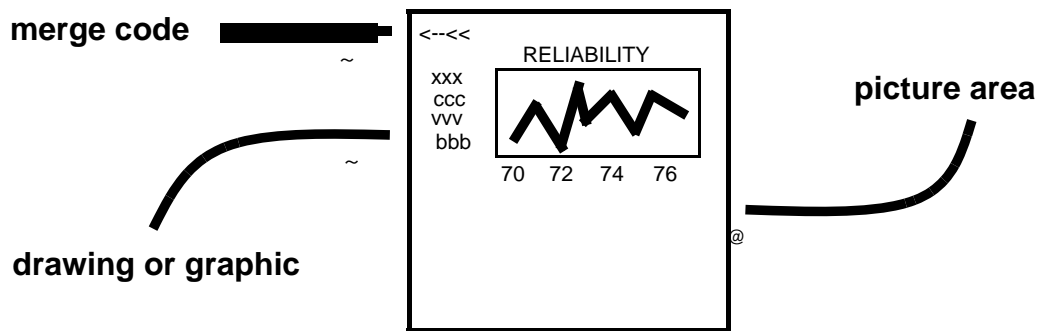 merge code
<--<<
~
RELIABILITY
xxx
ccc
vvv
bbb
70 72 74 76
picture area
~
@
drawing or graphic